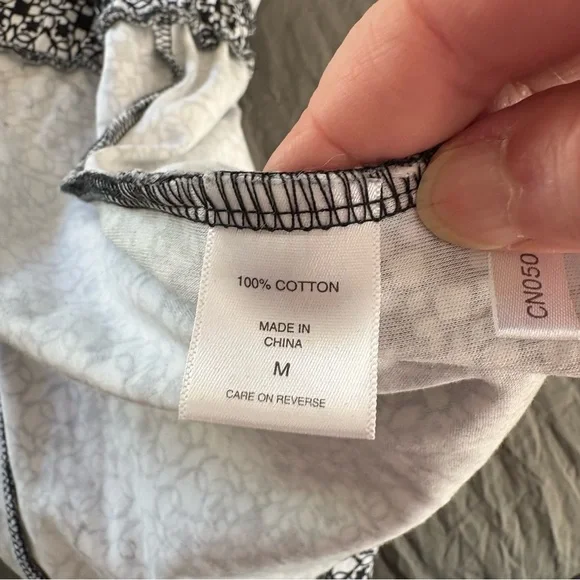 100% COTTON
MADE IN
CHINA
M
CARE ON REVERSE
CN050